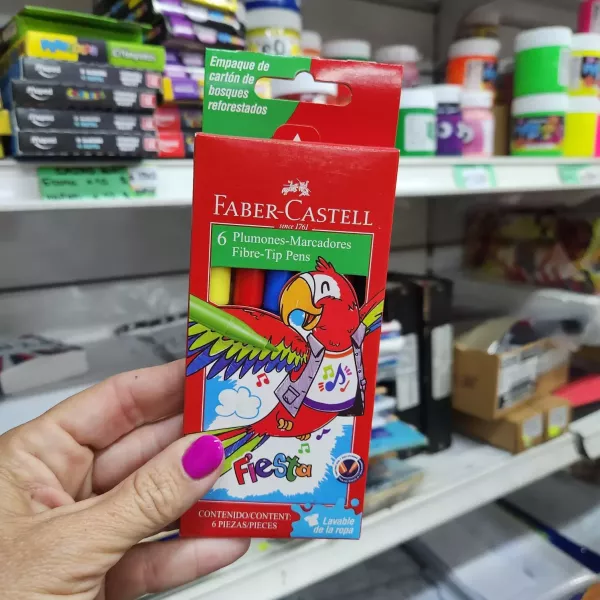 Empaque de
cartón de
bosques
reforestados
FABER-CASTELL
since 1761
6 Plumones-Marcadores
Fibre-Tip Pens
Fiesta
CONTENIDO/CONTENT:
6 PIEZAS/PIECES
Lavable
de la ropa